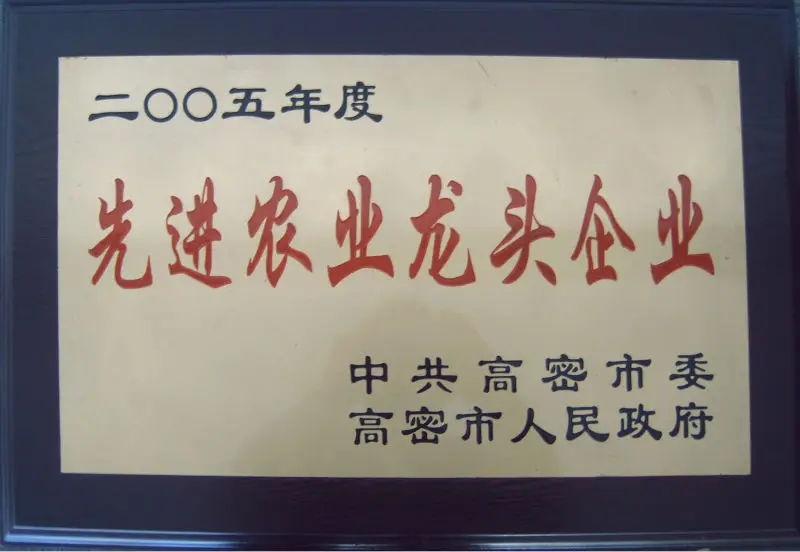 二〇〇五年度
先进农业龙头企业
中共高密市委
高密市人民政府